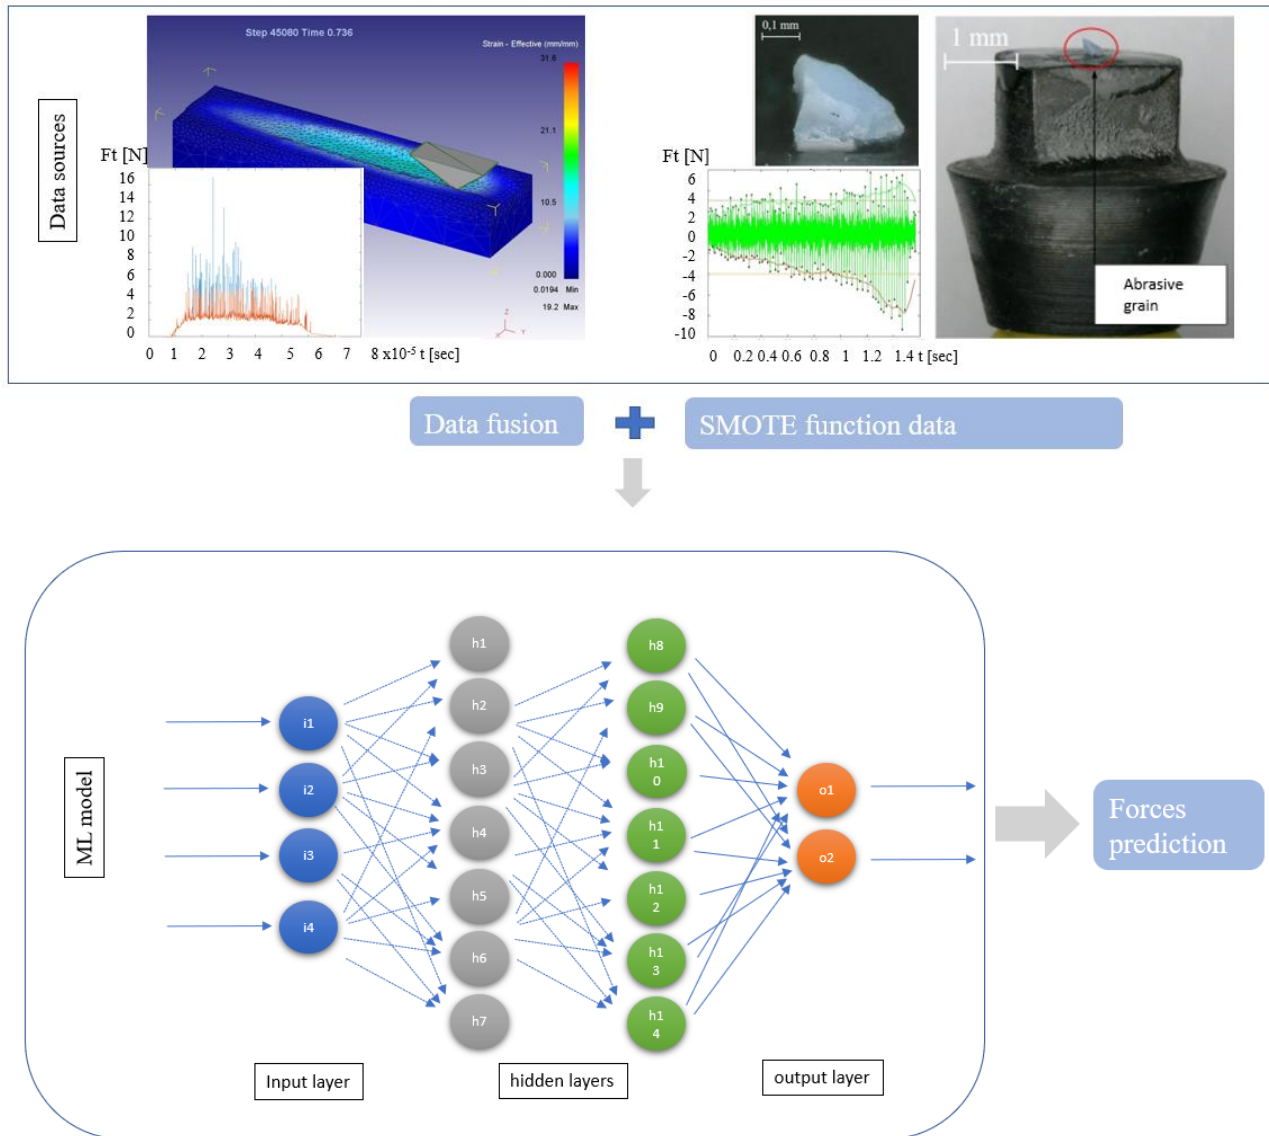 Data sources
Step 45080 Time 0.736
Strain - Effective (mm/mm)
31.6
21.1
10.5
0.000
0.0194 Min
19.2 Max
Z
X
Y
Ft [N]
16
14
12
10
8
6
4
2
0
0 1 2 3 4 5 6 7 8 x10⁻⁵ t [sec]
0,1 mm
Ft [N]
6
4
2
0
-2
-4
-6
-8
-10
0 0.2 0.4 0.6 0.8 1 1.2 1.4 t [sec]
1 mm
Abrasive
grain
Data fusion
SMOTE function data
ML model
i1
i2
i3
i4
h1
h2
h3
h4
h5
h6
h7
h8
h9
h1
0
h1
1
h1
2
h1
3
h1
4
o1
o2
Input layer
hidden layers
output layer
Forces
prediction